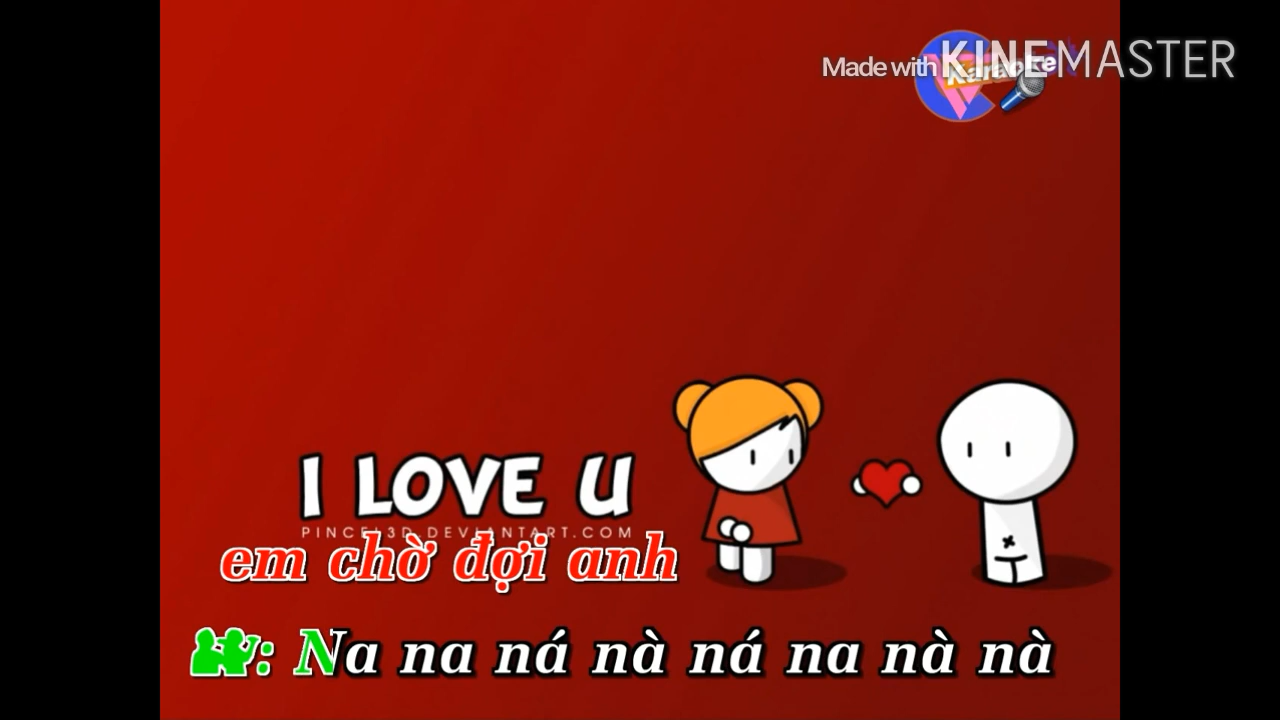 Made with KINEMASTER
Karaoke
I LOVE U
PINCEL3D.DEVIANTART.COM
em chờ đợi anh
: Na na ná nà ná na nà nà